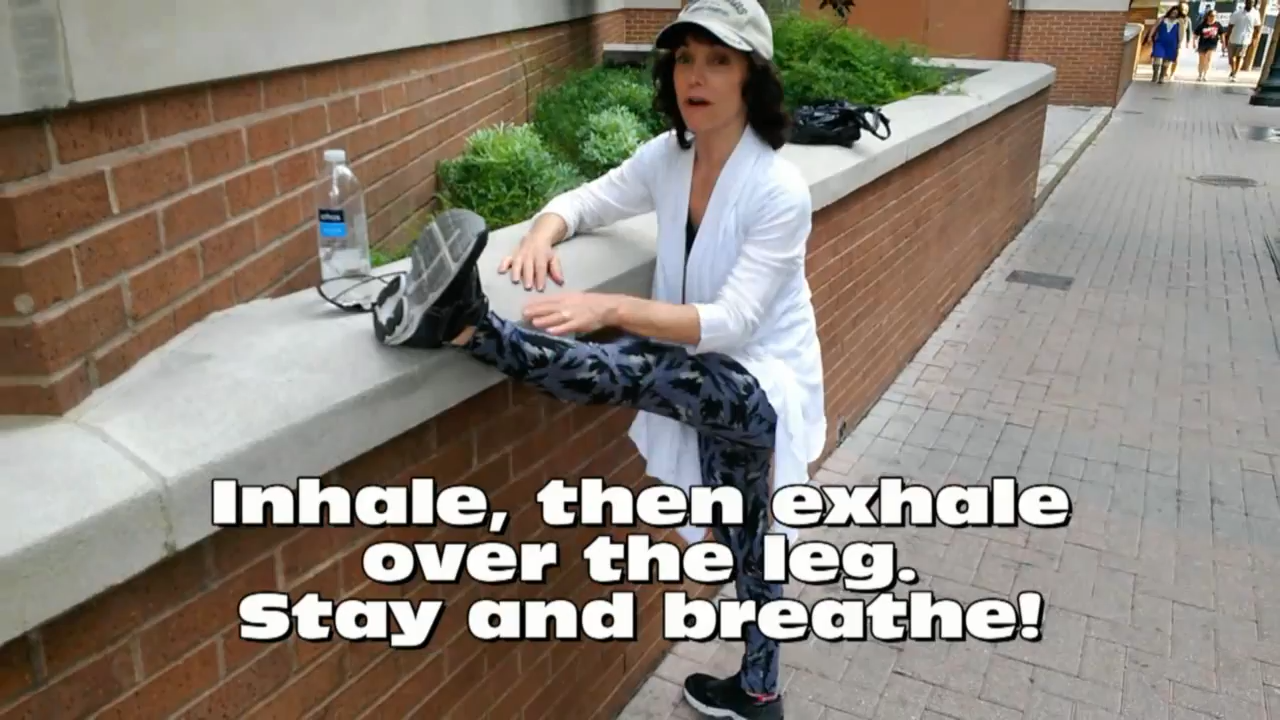 Inhale, then exhale
over the leg.
Stay and breathe!